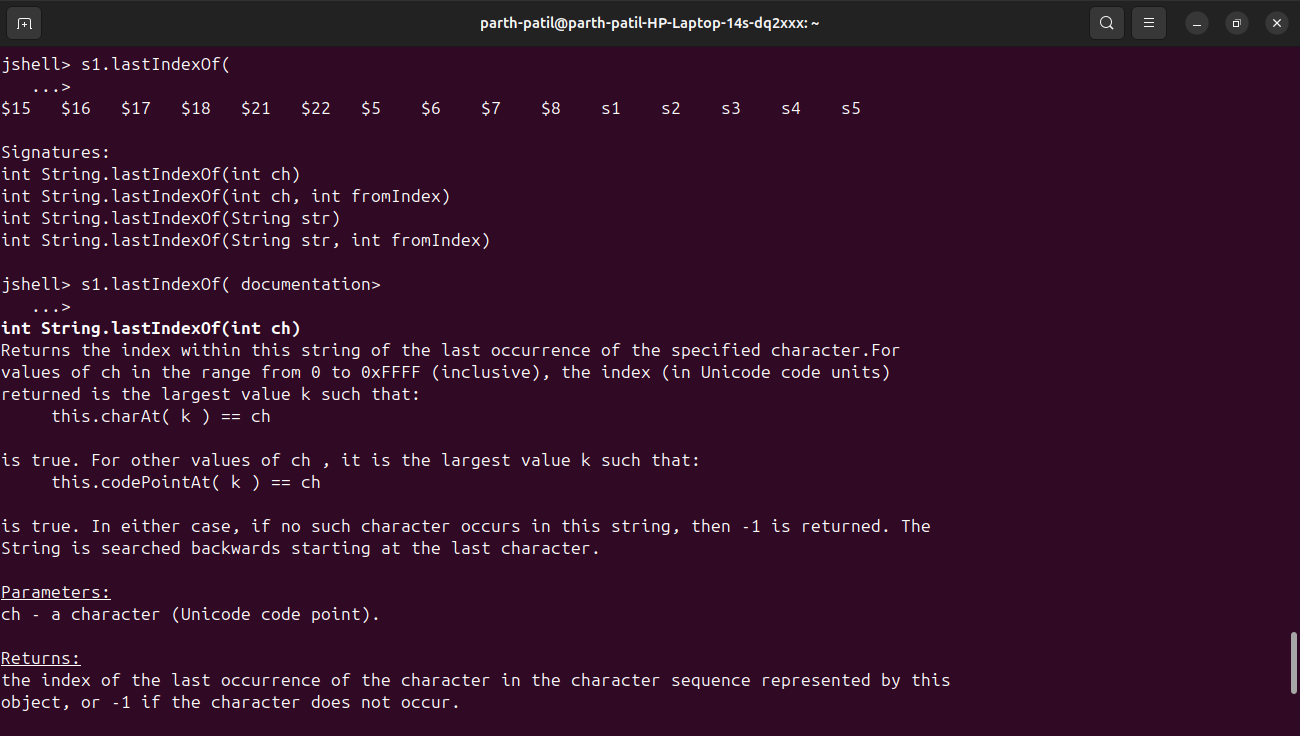 parth-patil@parth-patil-HP-Laptop-14s-dq2xxx: ~
jshell> s1.lastIndexOf(
...>
$15 $16 $17 $18 $21 $22 $5 $6 $7 $8 s1 s2 s3 s4 s5
Signatures:
int String.lastIndexOf(int ch)
int String.lastIndexOf(int ch, int fromIndex)
int String.lastIndexOf(String str)
int String.lastIndexOf(String str, int fromIndex)
jshell> s1.lastIndexOf( documentation>
...>
int String.lastIndexOf(int ch)
Returns the index within this string of the last occurrence of the specified character.For
values of ch in the range from 0 to 0xFFFF (inclusive), the index (in Unicode code units)
returned is the largest value k such that:
this.charAt( k ) == ch
is true. For other values of ch , it is the largest value k such that:
this.codePointAt( k ) == ch
is true. In either case, if no such character occurs in this string, then -1 is returned. The
String is searched backwards starting at the last character.
Parameters:
ch - a character (Unicode code point).
Returns:
the index of the last occurrence of the character in the character sequence represented by this
object, or -1 if the character does not occur.